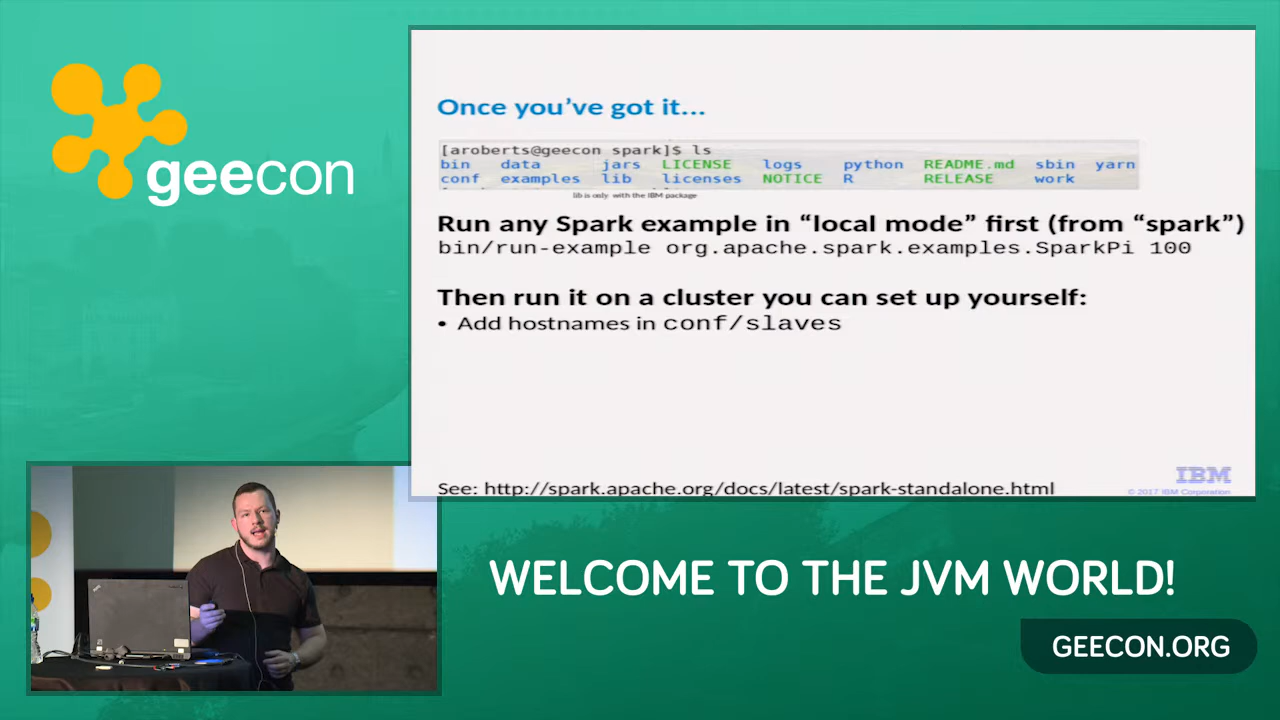 geecon
Once you've got it...
[aroberts@geecon spark]$ ls
bin data jars LICENSE logs python README.md sbin yarn
conf examples lib licenses NOTICE R RELEASE work
lib is only with the IBM package
Run any Spark example in “local mode” first (from “spark”)
bin/run-example org.apache.spark.examples.SparkPi 100
Then run it on a cluster you can set up yourself:
• Add hostnames in conf/slaves
See: http://spark.apache.org/docs/latest/spark-standalone.html
IBM
© 2017 IBM Corporation
WELCOME TO THE JVM WORLD!
GEECON.ORG